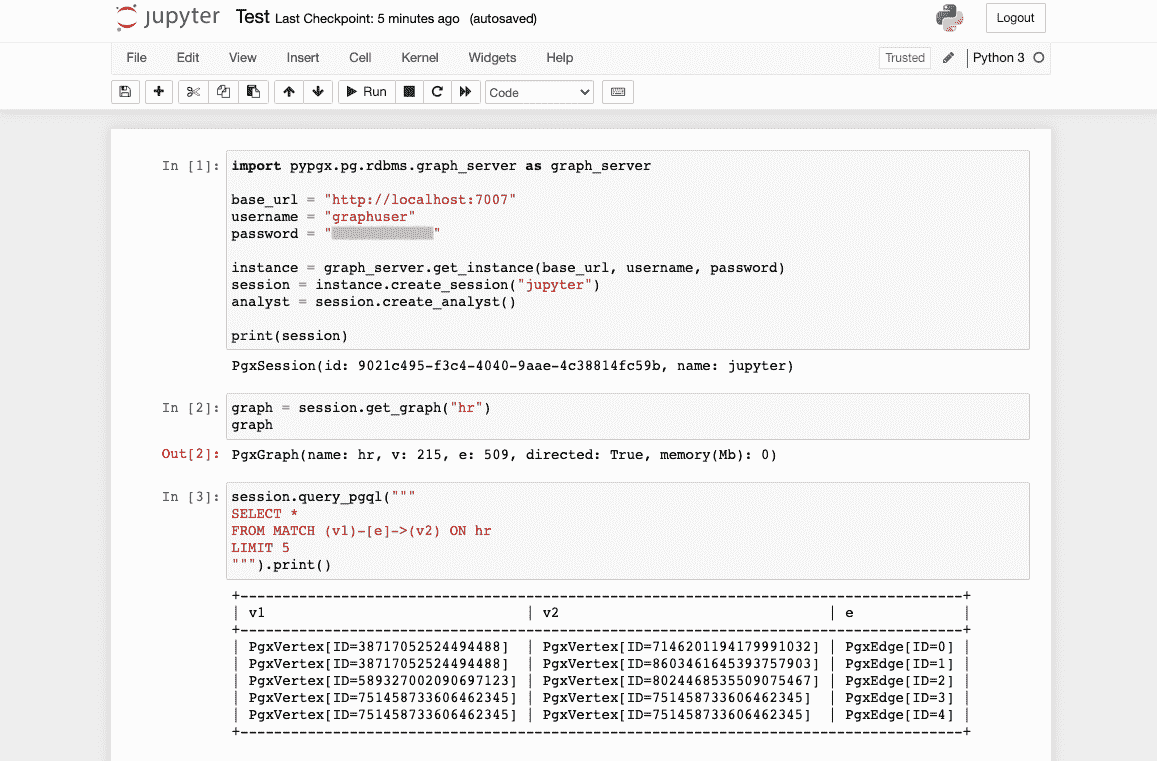 jupyter Test Last Checkpoint: 5 minutes ago (autosaved) Logout
File Edit View Insert Cell Kernel Widgets Help Trusted Python 3
Run Code
In [1]: import pypgx.pg.rdbms.graph_server as graph_server
base_url = "http://localhost:7007"
username = "graphuser"
password = " "
instance = graph_server.get_instance(base_url, username, password)
session = instance.create_session("jupyter")
analyst = session.create_analyst()
print(session)
PgxSession(id: 9021c495-f3c4-4040-9aae-4c38814fc59b, name: jupyter)
In [2]: graph = session.get_graph("hr")
graph
Out[2]: PgxGraph(name: hr, v: 215, e: 509, directed: True, memory(Mb): 0)
In [3]: session.query_pgql("""
SELECT *
FROM MATCH (v1)-[e]->(v2) ON hr
LIMIT 5
""").print()
+--------------------------------------------------------------------------------------+
| v1 | v2 | e |
+--------------------------------------------------------------------------------------+
| PgxVertex[ID=38717052524494488] | PgxVertex[ID=7146201194179991032] | PgxEdge[ID=0] |
| PgxVertex[ID=38717052524494488] | PgxVertex[ID=8603461645393757903] | PgxEdge[ID=1] |
| PgxVertex[ID=589327002090697123] | PgxVertex[ID=8024468535509075467] | PgxEdge[ID=2] |
| PgxVertex[ID=751458733606462345] | PgxVertex[ID=751458733606462345] | PgxEdge[ID=3] |
| PgxVertex[ID=751458733606462345] | PgxVertex[ID=751458733606462345] | PgxEdge[ID=4] |
+--------------------------------------------------------------------------------------+